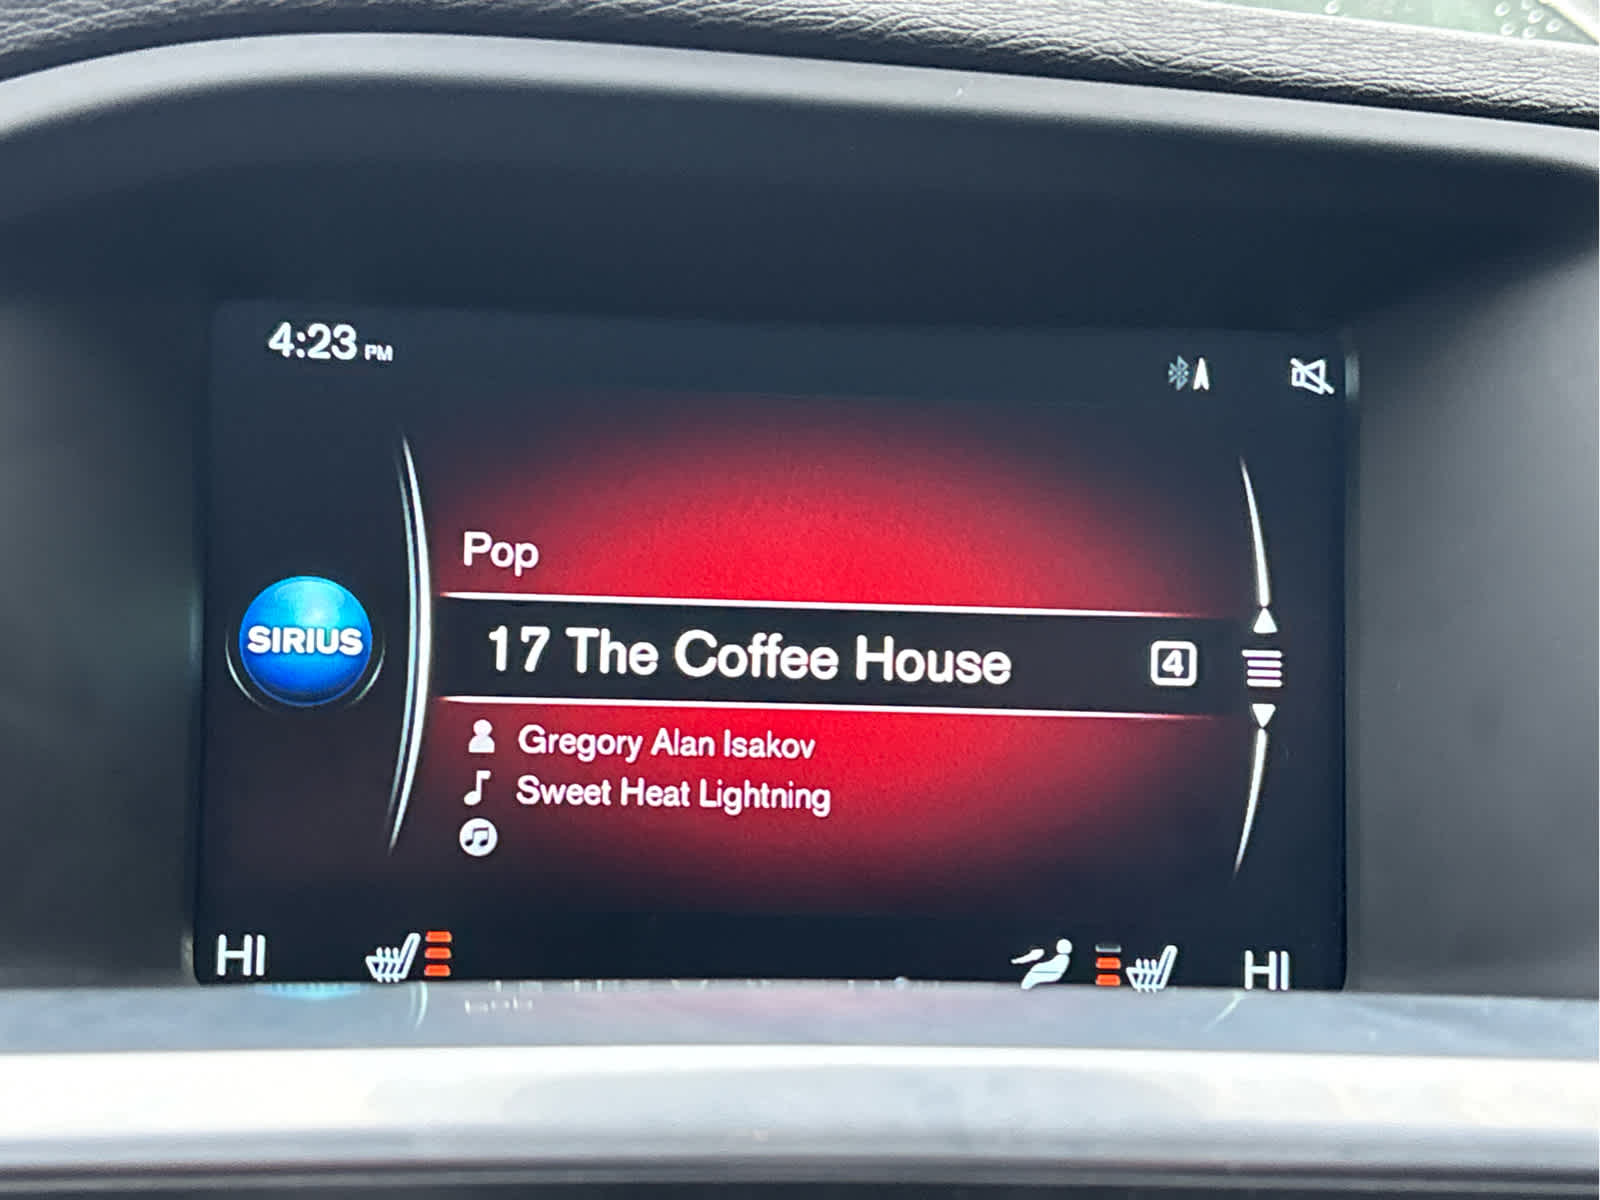 4:23 PM
Pop
SIRIUS
17 The Coffee House 4
Gregory Alan Isakov
Sweet Heat Lightning
HI HI